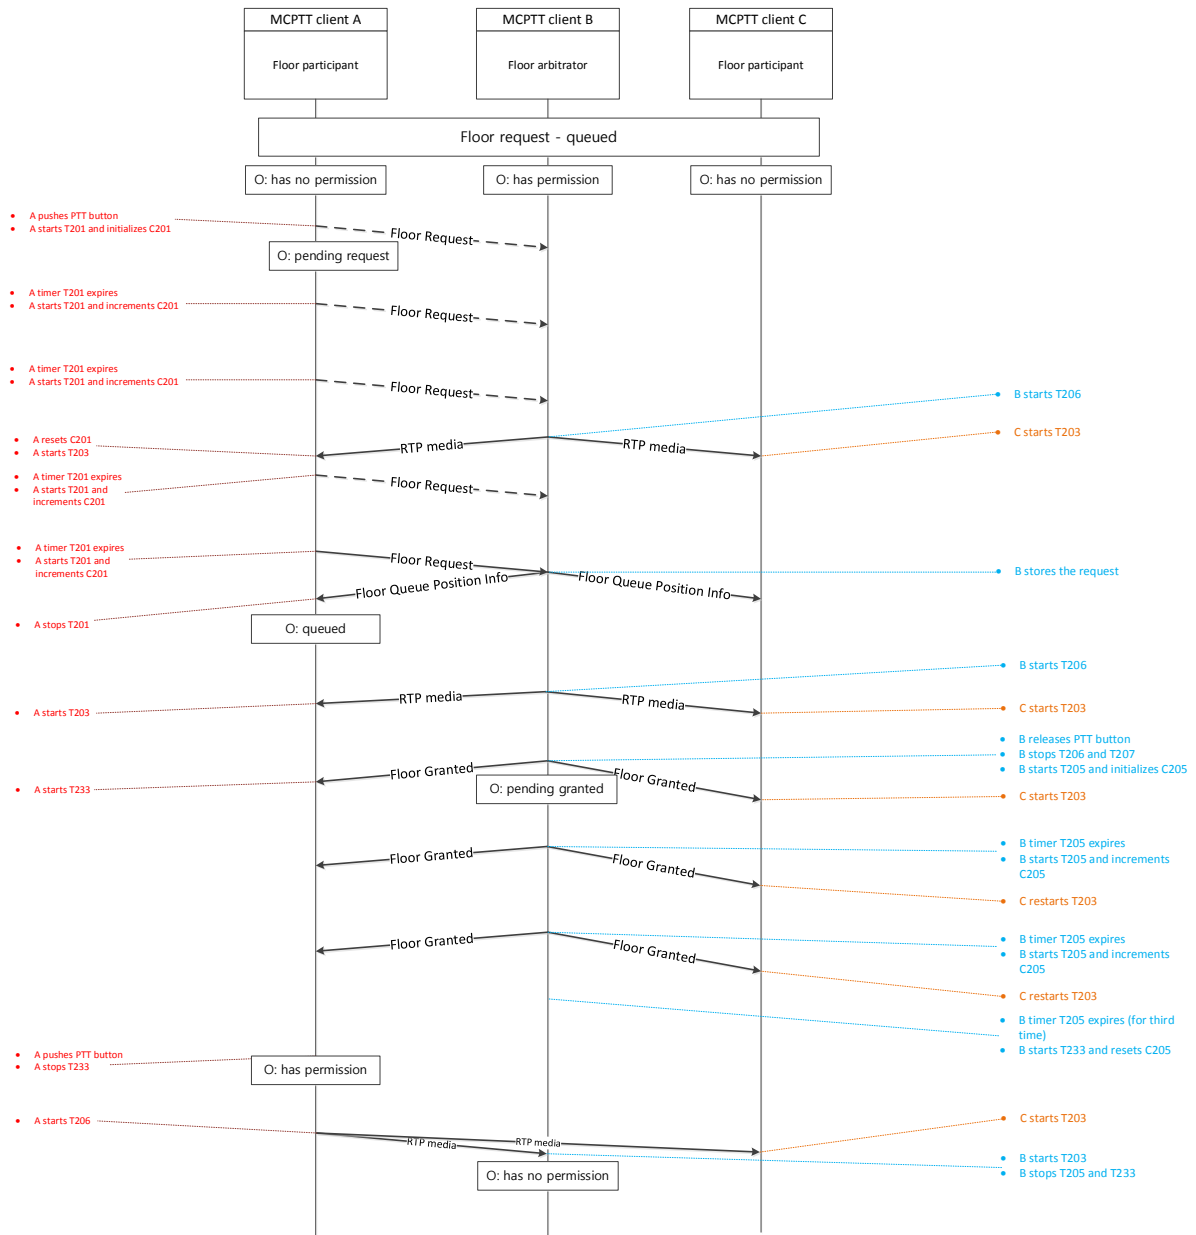 MCPTT client A
MCPTT client B
MCPTT client C
Floor participant
Floor arbitrator
Floor participant
Floor request - queued
O: has no permission
O: has permission
O: has no permission
A pushes PTT button
A starts T201 and initializes C201
Floor Request
O: pending request
A timer T201 expires
A starts T201 and increments C201
Floor Request
A timer T201 expires
A starts T201 and increments C201
Floor Request
B starts T206
A resets C201
A starts T203
RTP media
RTP media
C starts T203
A timer T201 expires
A starts T201 and
increments C201
Floor Request
A timer T201 expires
A starts T201 and
increments C201
Floor Request
Floor Queue Position Info
Floor Queue Position Info
B stores the request
A stops T201
O: queued
B starts T206
RTP media
RTP media
A starts T203
C starts T203
B releases PTT button
B stops T206 and T207
B starts T205 and initializes C205
Floor Granted
Floor Granted
A starts T233
O: pending granted
C starts T203
B timer T205 expires
B starts T205 and increments
C205
Floor Granted
Floor Granted
C restarts T203
B timer T205 expires
B starts T205 and increments
C205
Floor Granted
Floor Granted
C restarts T203
B timer T205 expires (for third
time)
B starts T233 and resets C205
A pushes PTT button
A stops T233
O: has permission
A starts T206
C starts T203
RTP media
RTP media
B starts T203
B stops T205 and T233
O: has no permission